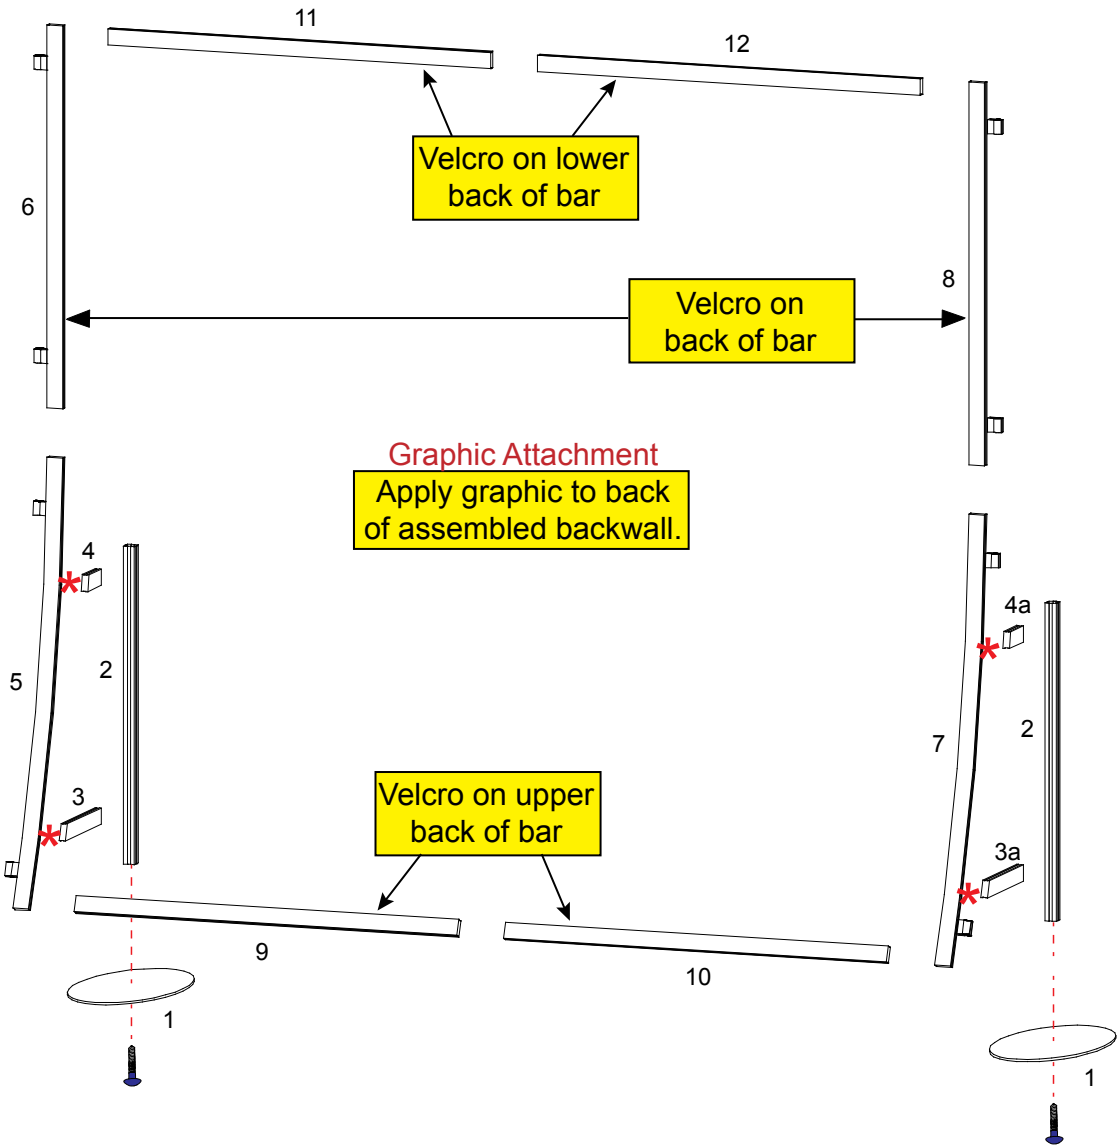 11
12
Velcro on lower
back of bar
6
8
Velcro on
back of bar
Graphic Attachment
Apply graphic to back
of assembled backwall.
4
*
4a
*
2
5
2
7
Velcro on upper
back of bar
3
*
3a
*
9
10
1
1